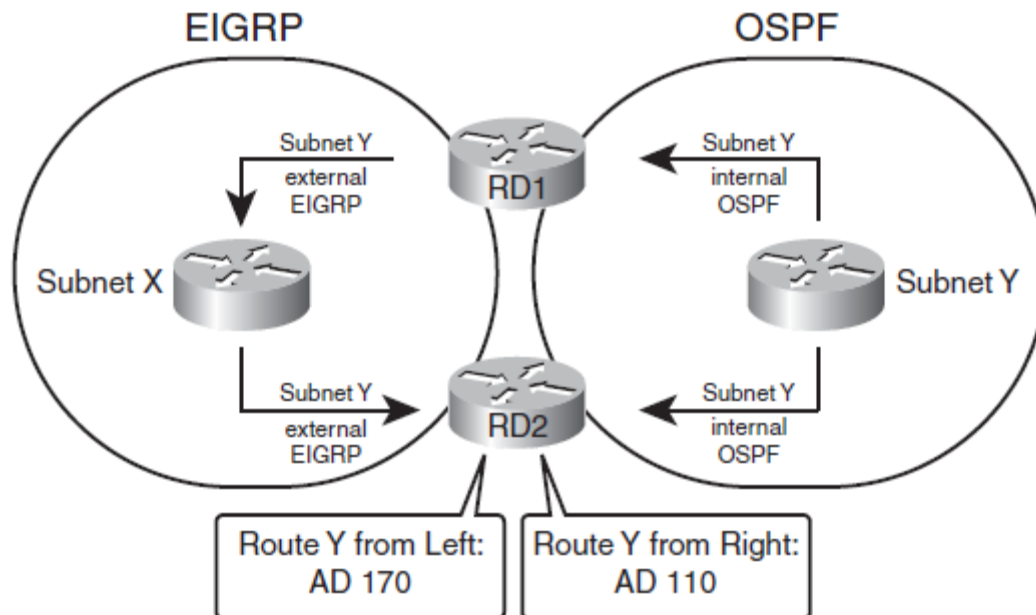 EIGRP
OSPF
Subnet Y
external
EIGRP
RD1
Subnet Y
internal
OSPF
Subnet X
Subnet Y
Subnet Y
external
EIGRP
RD2
Subnet Y
internal
OSPF
Route Y from Left:
AD 170
Route Y from Right:
AD 110